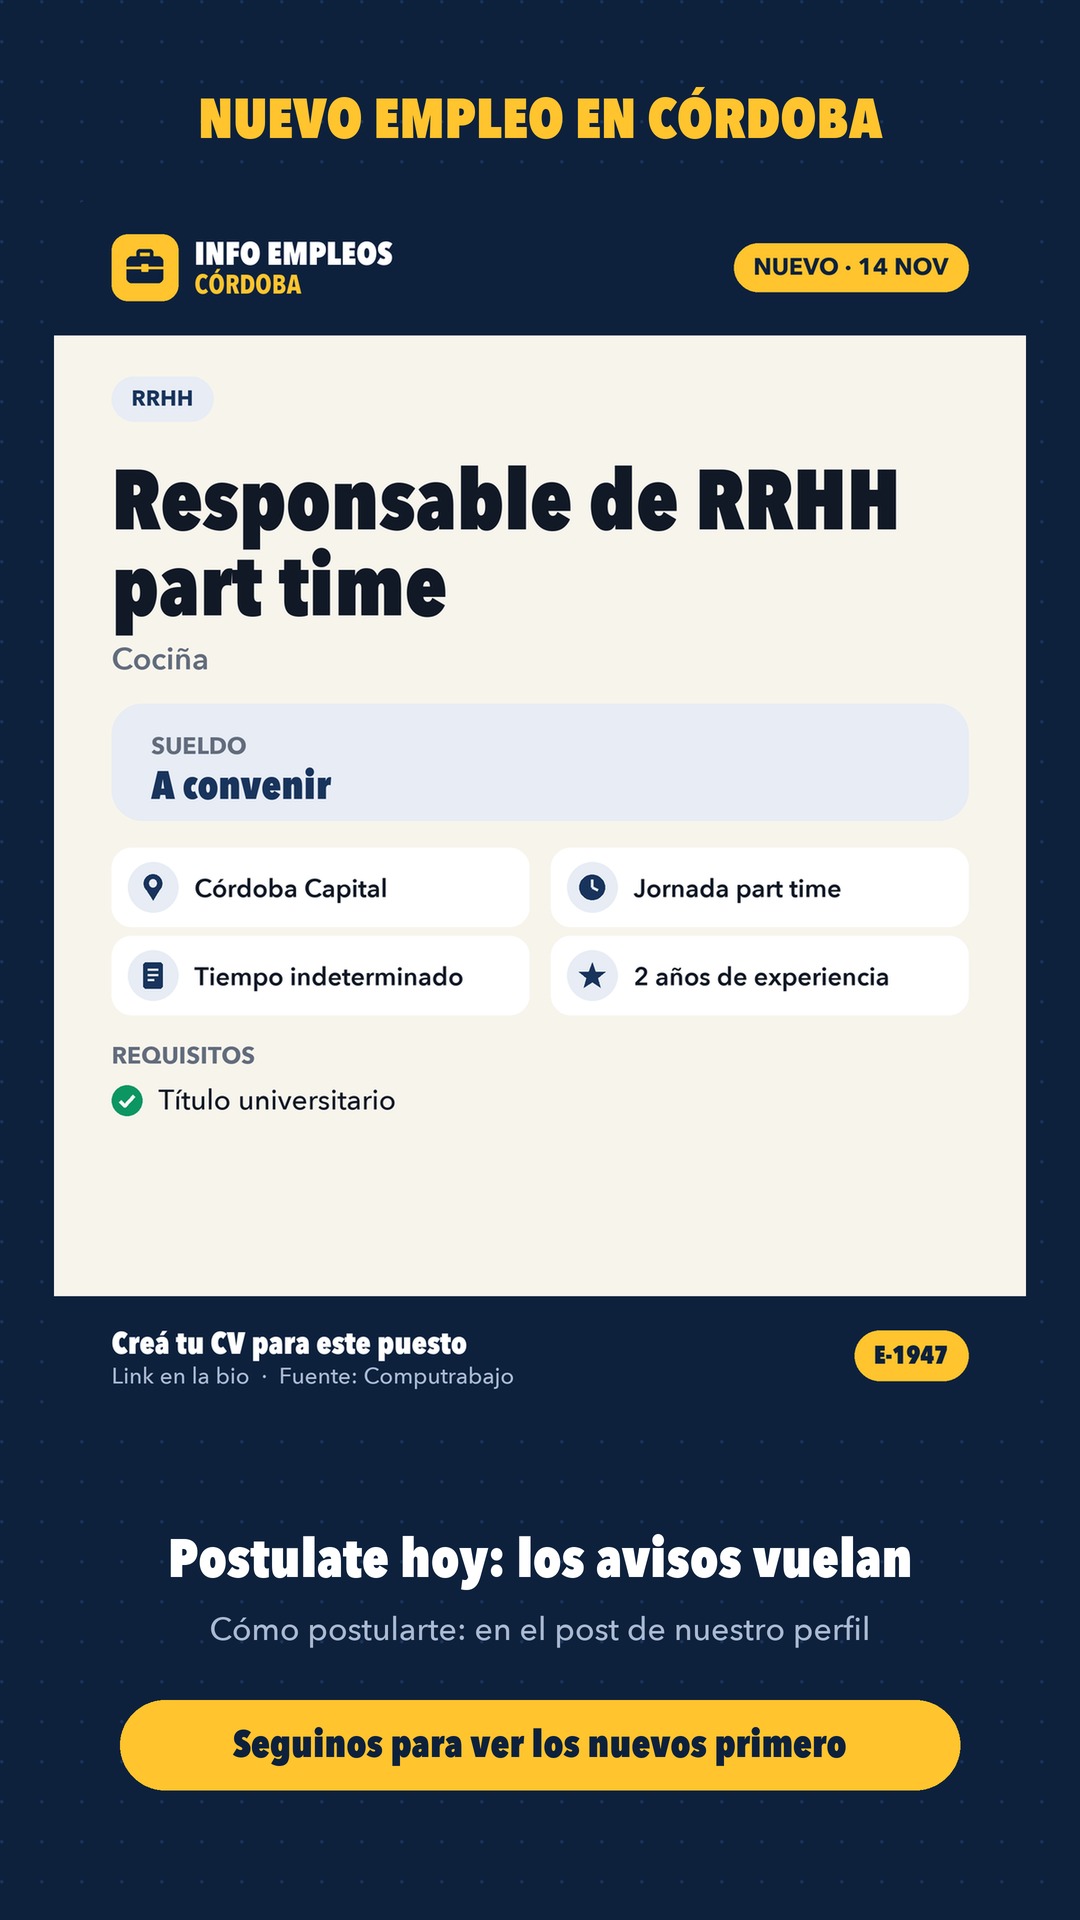 NUEVO EMPLEO EN CÓRDOBA
INFO EMPLEOS
CÓRDOBA
NUEVO · 14 NOV
RRHH
Responsable de RRHH
part time
Cociña
SUELDO
A convenir
Córdoba Capital
Jornada part time
Tiempo indeterminado
2 años de experiencia
REQUISITOS
Título universitario
Creá tu CV para este puesto
Link en la bio · Fuente: Computrabajo
E-1947
Postulate hoy: los avisos vuelan
Cómo postularte: en el post de nuestro perfil
Seguinos para ver los nuevos primero